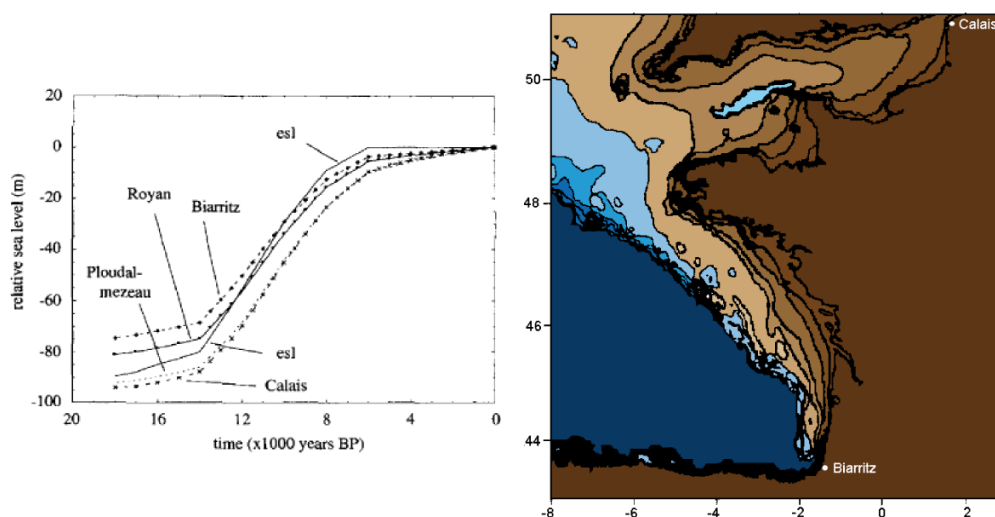 20
0
-20
-40
-60
-80
-100
relative sea level (m)
esl
Royan
Biarritz
Ploudal-
mezeau
esl
Calais
20
16
12
8
4
0
time (x1000 years BP)
Calais
50
48
46
44
Biarritz
-8
-6
-4
-2
0
2